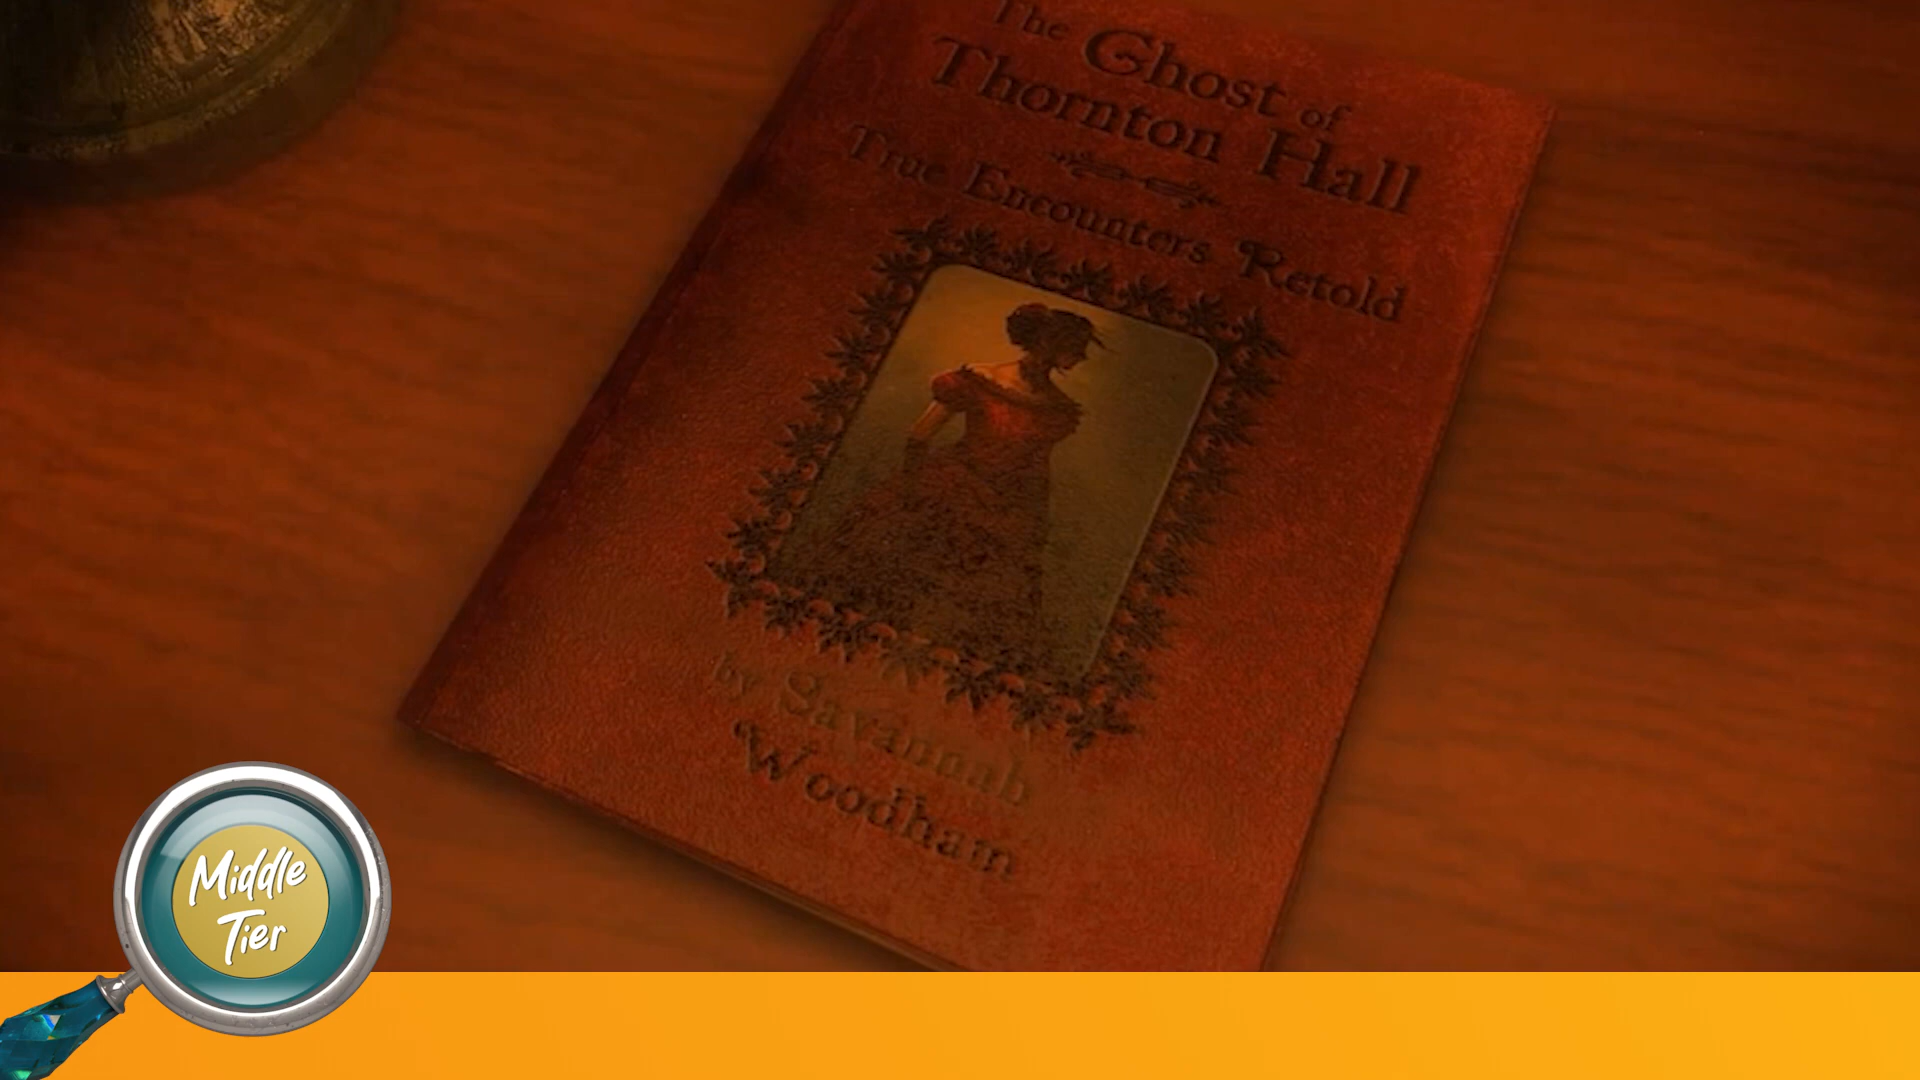 The Ghost of
Thornton Hall
True Encounters Retold
by Savannah
Woodham
Middle
Tier